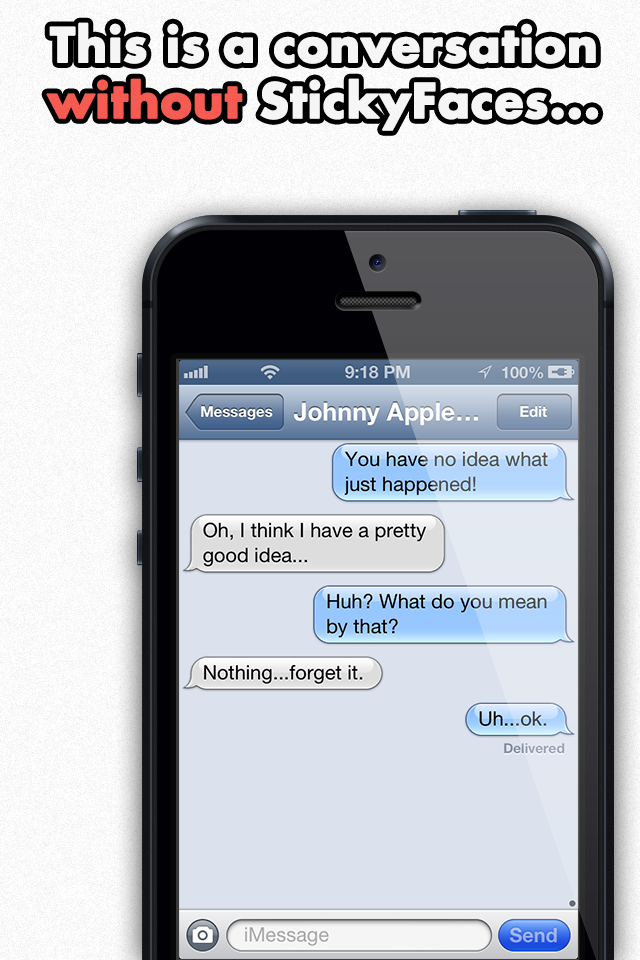 This is a conversation
without StickyFaces...
9:18 PM
100%
Messages
Johnny Apple...
Edit
You have no idea what
just happened!
Oh, I think I have a pretty
good idea...
Huh? What do you mean
by that?
Nothing...forget it.
Uh...ok.
Delivered
iMessage
Send